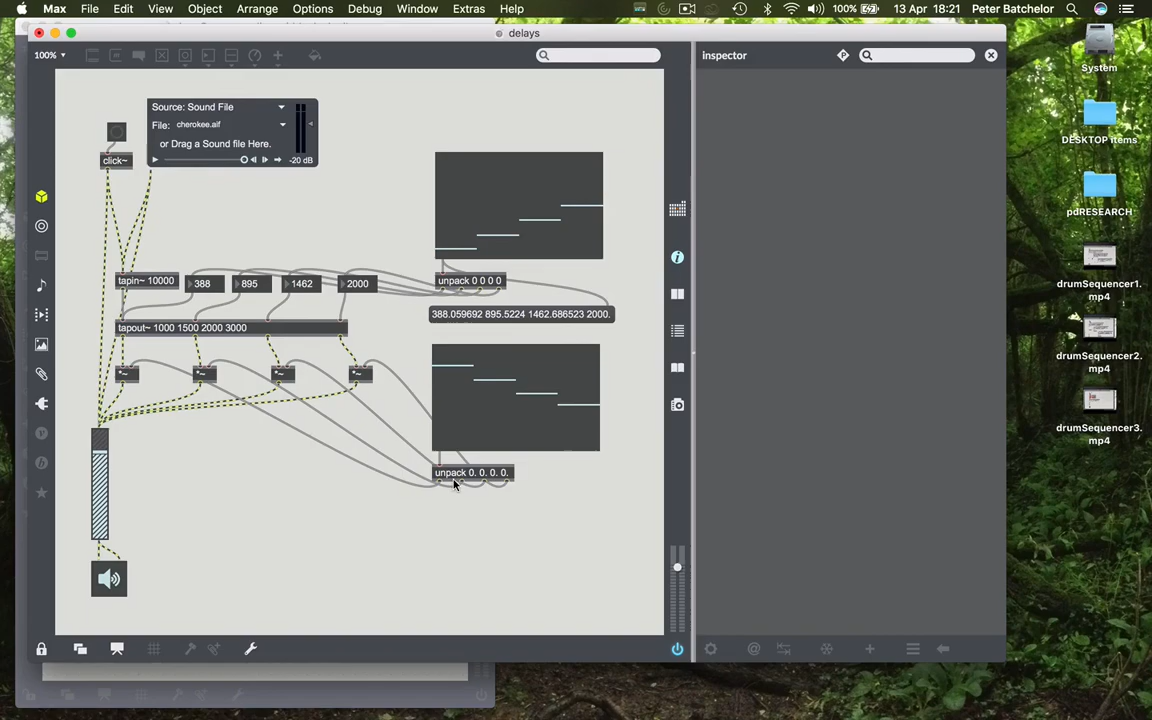 Max File Edit View Object Arrange Options Debug Window Extras Help 100% 13 Apr 18:21 Peter Batchelor
delays
100%
inspector
Source: Sound File
File: cherokee.aif
or Drag a Sound file Here.
-20 dB
click~
tapin~ 10000
388
895
1462
2000
unpack 0 0 0 0
388.059692 895.5224 1462.686523 2000.
tapout~ 1000 1500 2000 3000
*~
*~
*~
*~
unpack 0. 0. 0. 0.
System
DESKTOP items
pdRESEARCH
drumSequencer1.
mp4
drumSequencer2.
mp4
drumSequencer3.
mp4